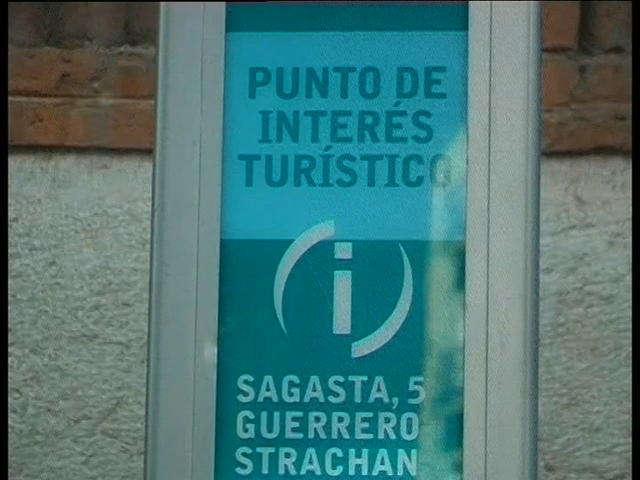 PUNTO DE
INTERÉS
TURÍSTICO
i
SAGASTA, 5
GUERRERO
STRACHAN